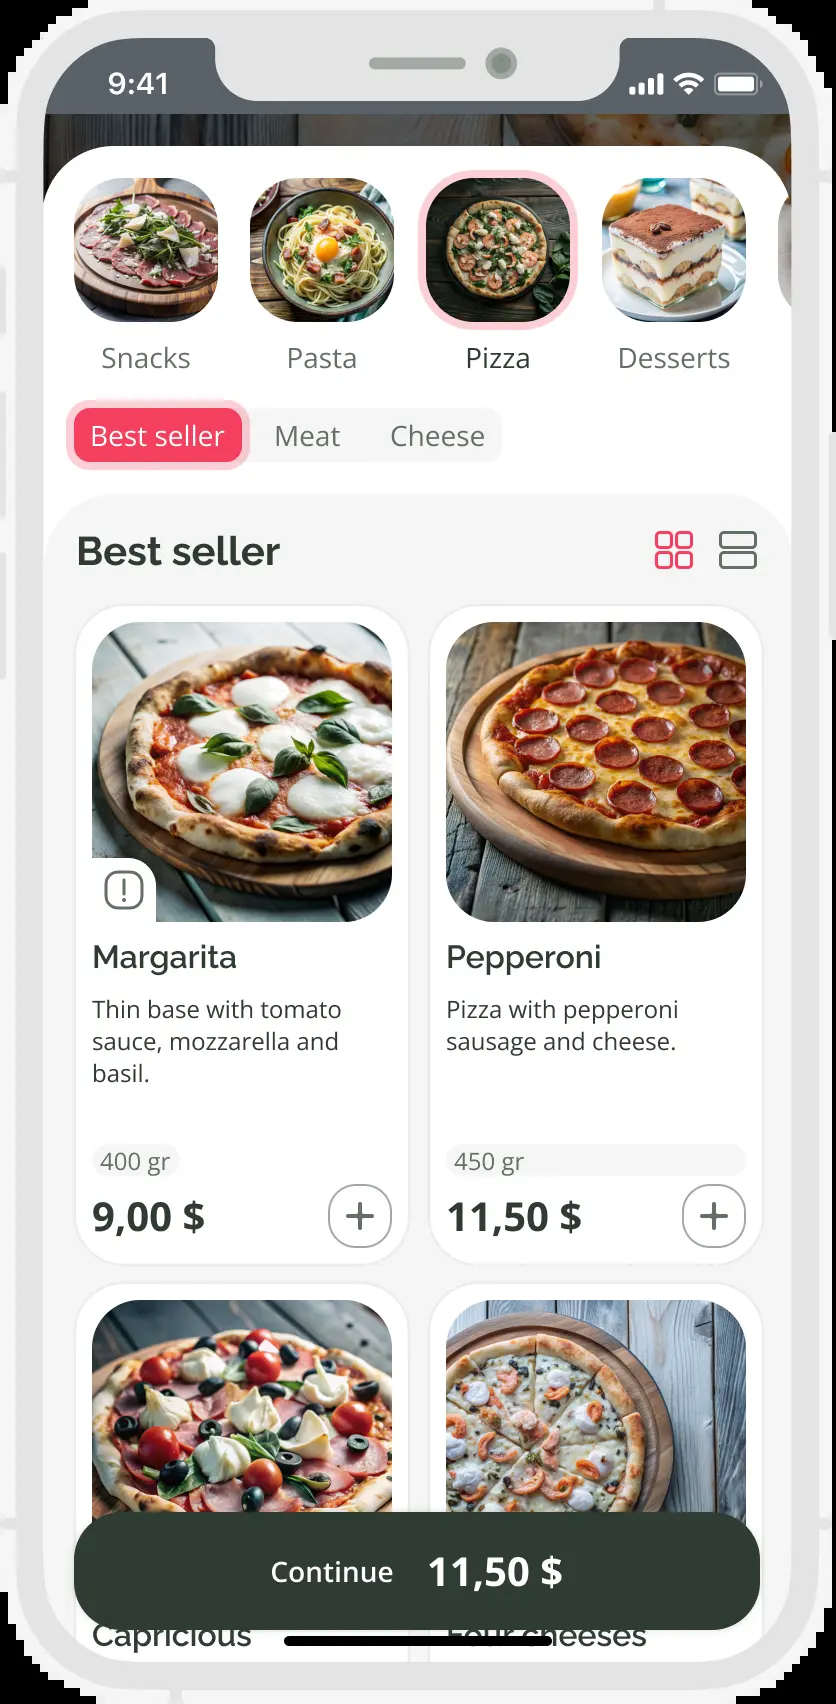 9:41
Snacks
Pasta
Pizza
Desserts
Best seller
Meat
Cheese
Best seller
Margarita
Thin base with tomato
sauce, mozzarella and
basil.
400 gr
9,00 $
Pepperoni
Pizza with pepperoni
sausage and cheese.
450 gr
11,50 $
Continue 11,50 $
Capricious
Four cheeses